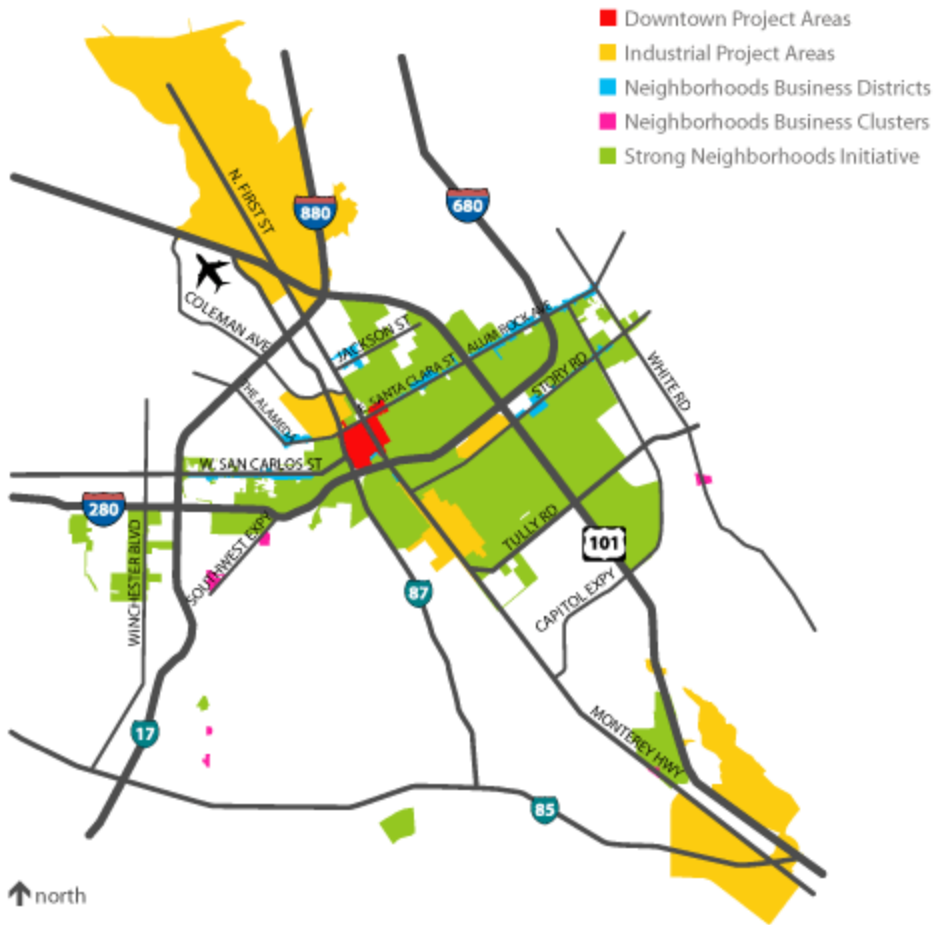 Downtown Project Areas
Industrial Project Areas
Neighborhoods Business Districts
Neighborhoods Business Clusters
Strong Neighborhoods Initiative
N. FIRST ST
880
680
COLEMAN AVE
JACKSON ST
ALUM ROCK AVE
SANTA CLARA ST
STORY RD
WHITE RD
THE ALAMEDA
W. SAN CARLOS ST
280
WINCHESTER BLVD
SOUTHWEST EXPY
TULLY RD
101
87
CAPITOL EXPY
17
MONTEREY HWY
85
north